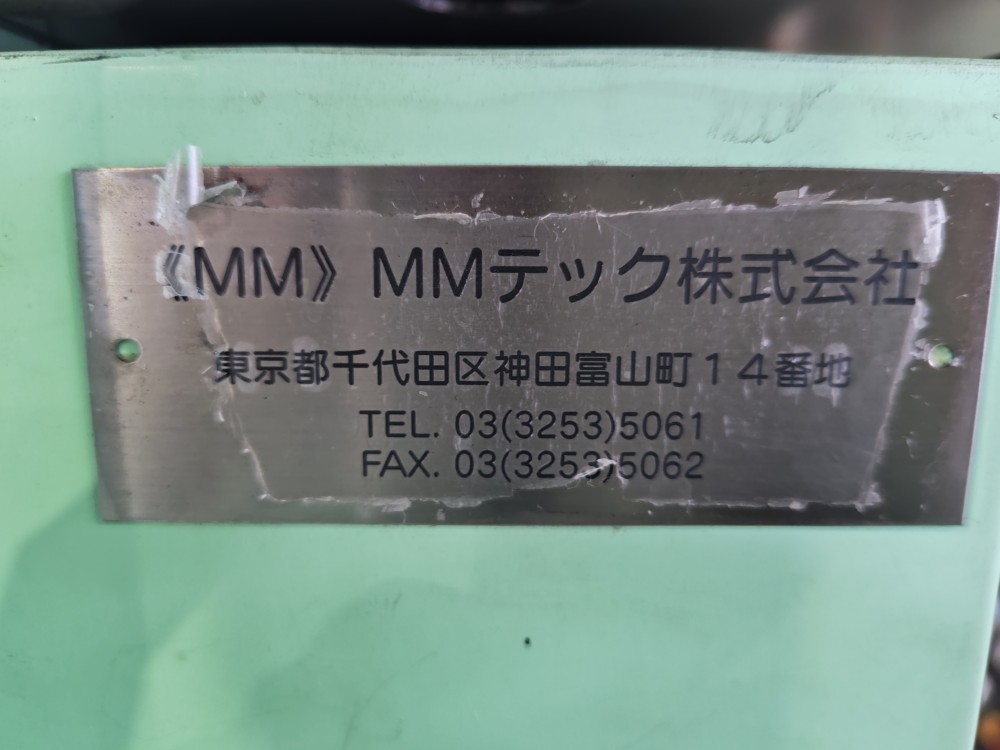 《MM》 MMテック株式会社
東京都千代田区神田富山町14番地
TEL. 03(3253)5061
FAX. 03(3253)5062